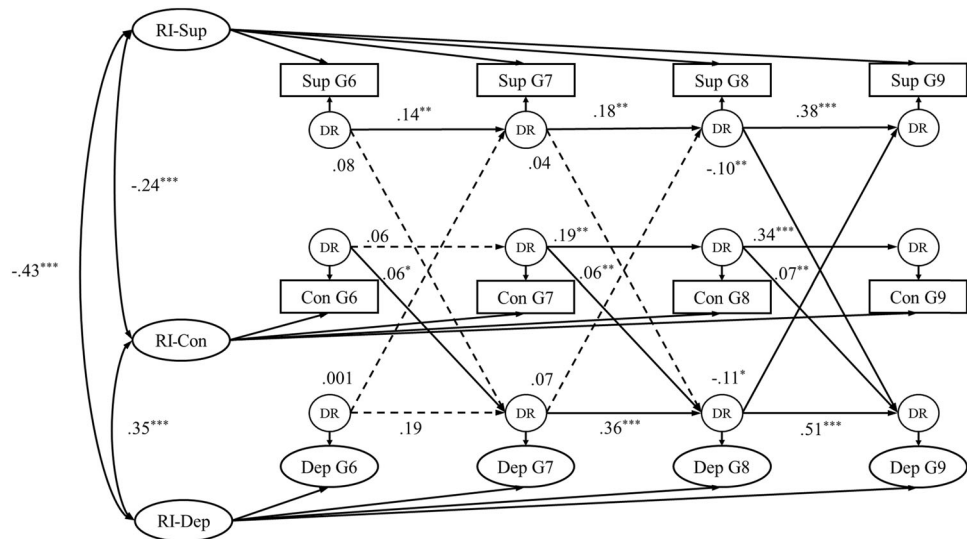 RI-Sup
Sup G6 Sup G7 Sup G8 Sup G9
.14** .18** .38***
DR DR DR DR
.08 .04 -.10**
-.24***
.06 .19** .34***
DR DR DR DR
-.43*** .06* .06** .07**
Con G6 Con G7 Con G8 Con G9
RI-Con
.001 .07 -.11*
DR DR DR DR
.35*** .19 .36*** .51***
Dep G6 Dep G7 Dep G8 Dep G9
RI-Dep